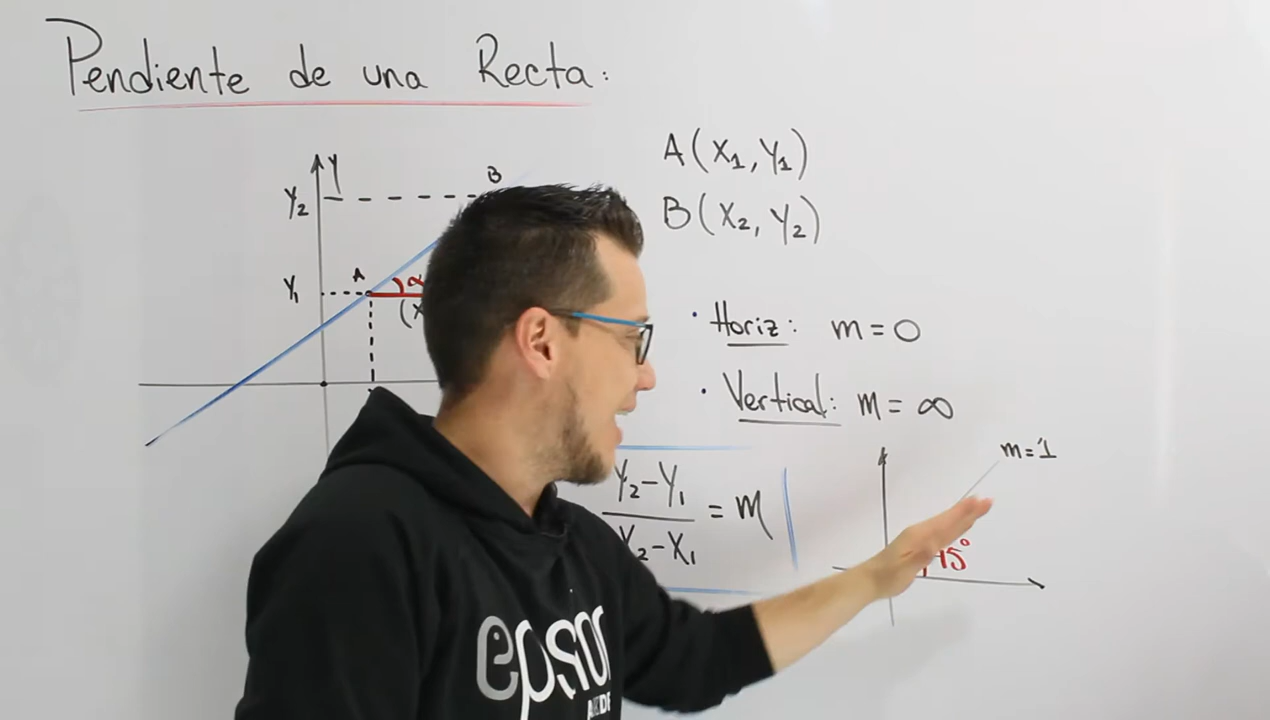 Pendiente de una Recta:
Y
B
Y₂
A(X₁, Y₁)
B(X₂, Y₂)
A
α
Y₁
(X
· Horiz: m = 0
· Vertical: m = ∞
m=1
Y₂-Y₁
= m
X₂-X₁
45°
epsilon